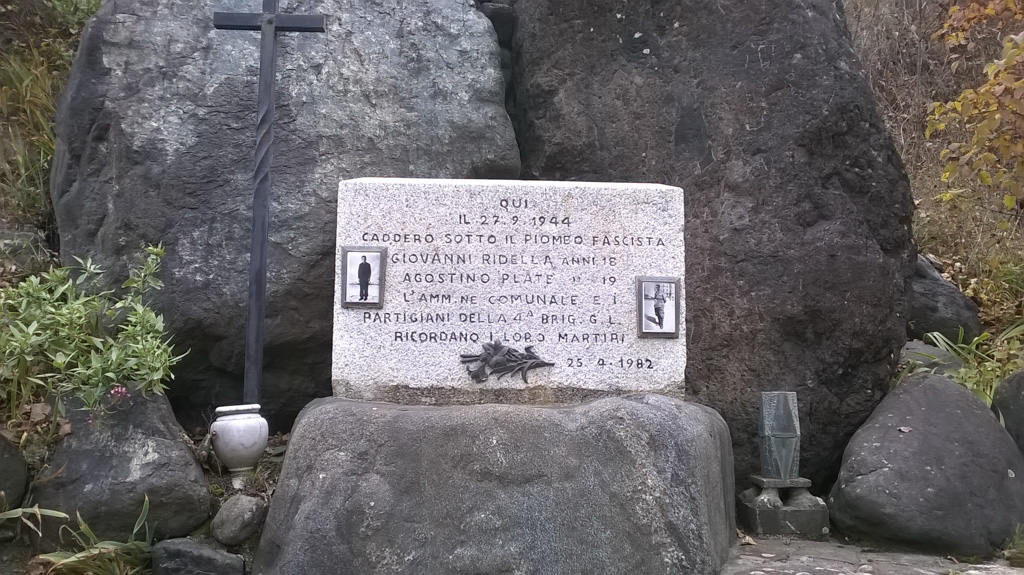 QUI
IL 27.9.1944
CADDERO SOTTO IL PIOMBO FASCISTA
GIOVANNI RIDELLA ANNI 18
AGOSTINO PLATE " 19
L'AMM.NE COMUNALE E I
PARTIGIANI DELLA 4ª BRIG. G.L.
RICORDANO I LORO MARTIRI
25.4.1982